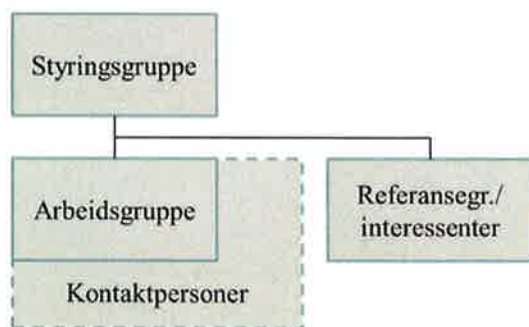 Styringsgruppe
Arbeidsgruppe
Referansegr./
interessenter
Kontaktpersoner